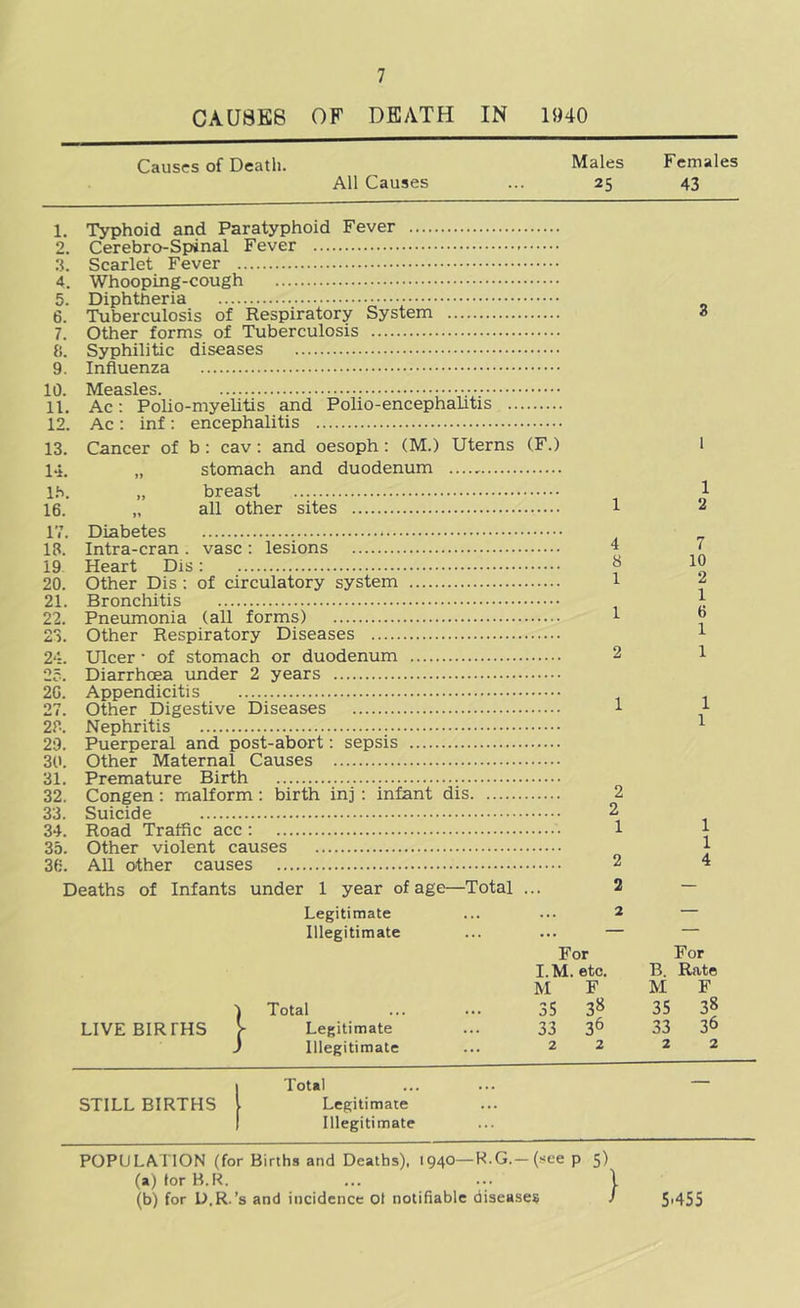 7
CAUSES OF DEATH IN 1940
Causes of Death. Males Females
All Causes ... 25 43
1. Typhoid and Paratyphoid Fever
2. Cerebro-Spinal Fever
3. Scarlet Fever
4. Whooping-cough
5. Diphtheria
6. Tuberculosis of Respiratory System 3
7. Other forms of Tuberculosis
8. Syphilitic diseases
9. Influenza
10. Measles.
11. Ac: Polio-myelitis and Polio-encephalitis
12. Ac: inf: encephalitis
13. Cancer of b: cav: and oesoph: (M.) Uterns (F.) 1
14. „ stomach and duodenum
15. „ breast 1
16. „ all other sites 1 2
17. Diabetes
18. Intra-cran. vasc: lesions 4 7
19 Heart Dis: 8 10
20. Other Dis: of circulatory system 1 2
21. Bronchitis 1
22. Pneumonia (all forms) 1 6
23. Other Respiratory Diseases 1
24. Ulcer · of stomach or duodenum 2 1
25. Diarrhœa under 2 years
26. Appendicitis
27. Other Digestive Diseases 1 1
28. Nephritis 1
29. Puerperal and post-abort: sepsis
30. Other Maternal Causes
31. Premature Birth
32. Congen: malform: birth inj: infant dis. 2
33. Suicide 2
34. Road Traffic acc: 1 1
35. Other violent causes 1
36. All other causes 2 4
Deaths of Infants under 1 year of age—Total ... 2 —
Legitimate ... ... 2 —
Illegitimate ... ... — —
For For
I.M. etc. B. Rate
M F M F
Total ... ... 35 38 35 38
LIVE BIRTHS } Legitimate ... 33 36 33 36
Illegitimate ... 2 2 2 2
Total ... ... —
STILL BIRTHS } Legitimate ...
Illegitimate ...
POPULATION (for Births and Deaths), 1940—R.G.—(see p 5)
(a) for B.R. ... ... }
(b) for D.R.'s and incidence of notifiable diseases } 5,455